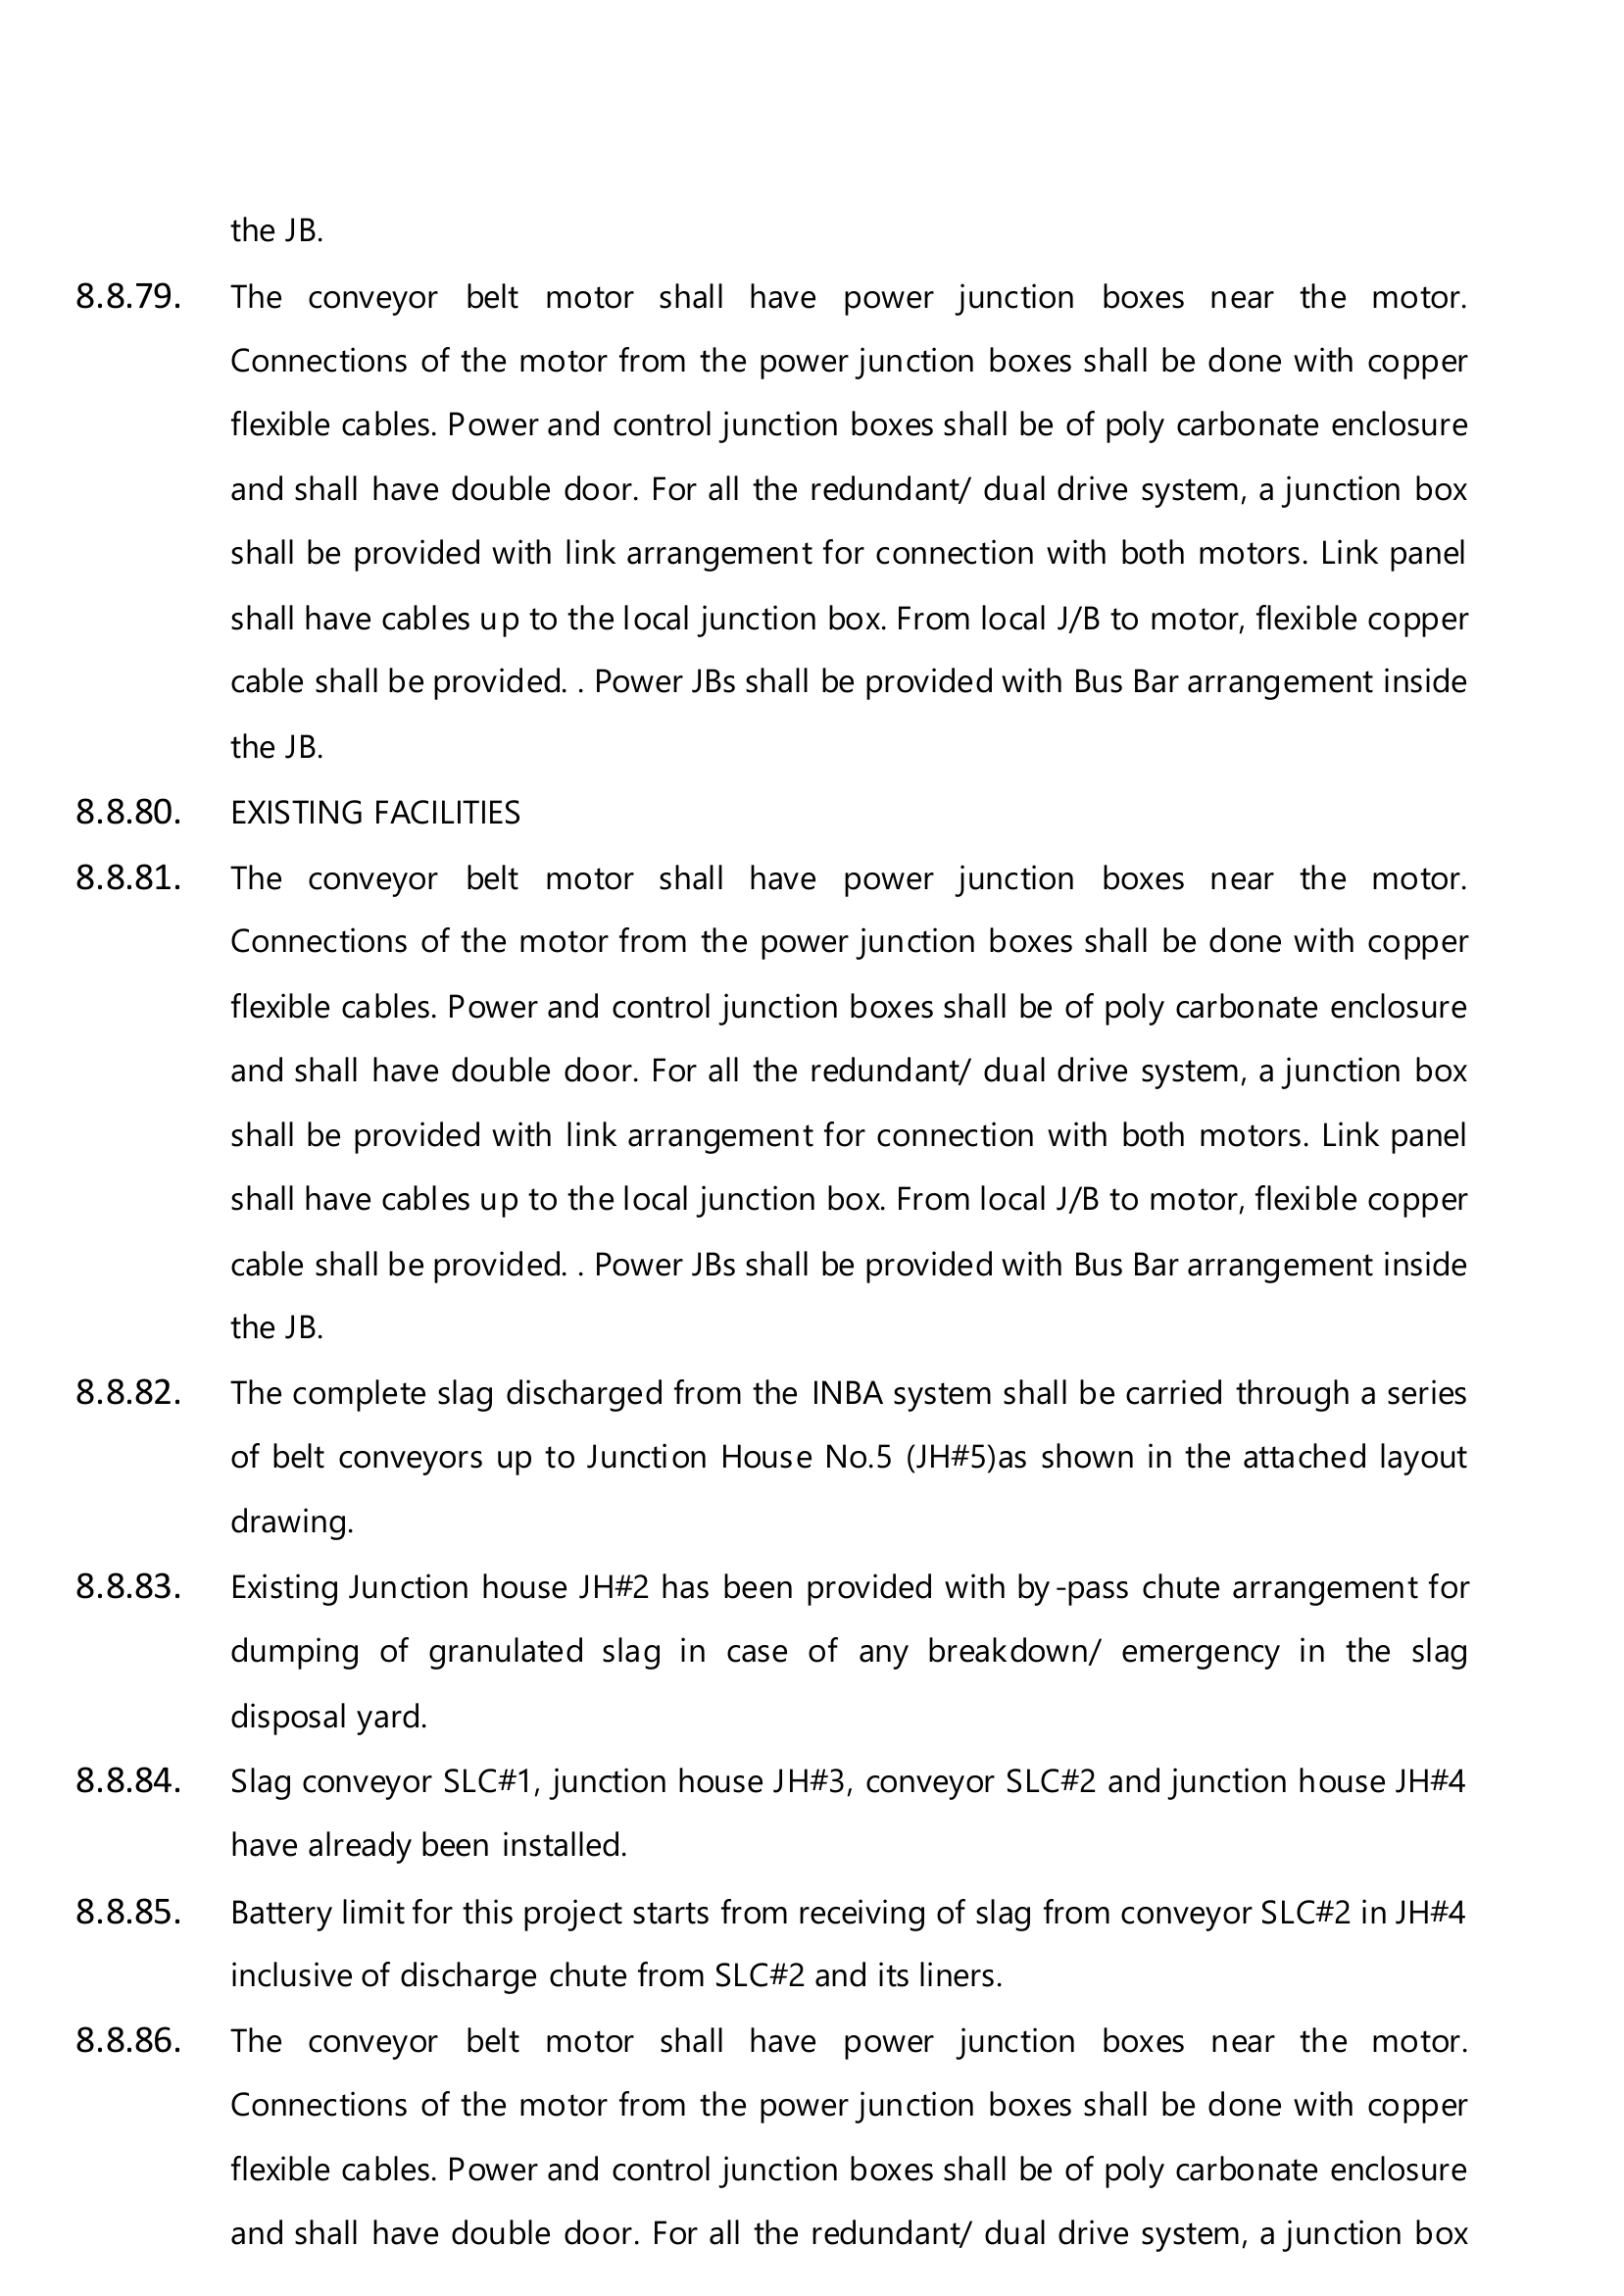 the JB.
8.8.79. The conveyor belt motor shall have power junction boxes near the motor.
Connections of the motor from the power junction boxes shall be done with copper
flexible cables. Power and control junction boxes shall be of poly carbonate enclosure
and shall have double door. For all the redundant/ dual drive system, a junction box
shall be provided with link arrangement for connection with both motors. Link panel
shall have cables up to the local junction box. From local J/B to motor, flexible copper
cable shall be provided. . Power JBs shall be provided with Bus Bar arrangement inside
the JB.
8.8.80. EXISTING FACILITIES
8.8.81. The conveyor belt motor shall have power junction boxes near the motor.
Connections of the motor from the power junction boxes shall be done with copper
flexible cables. Power and control junction boxes shall be of poly carbonate enclosure
and shall have double door. For all the redundant/ dual drive system, a junction box
shall be provided with link arrangement for connection with both motors. Link panel
shall have cables up to the local junction box. From local J/B to motor, flexible copper
cable shall be provided. . Power JBs shall be provided with Bus Bar arrangement inside
the JB.
8.8.82. The complete slag discharged from the INBA system shall be carried through a series
of belt conveyors up to Junction House No.5 (JH#5)as shown in the attached layout
drawing.
8.8.83. Existing Junction house JH#2 has been provided with by-pass chute arrangement for
dumping of granulated slag in case of any breakdown/ emergency in the slag
disposal yard.
8.8.84. Slag conveyor SLC#1, junction house JH#3, conveyor SLC#2 and junction house JH#4
have already been installed.
8.8.85. Battery limit for this project starts from receiving of slag from conveyor SLC#2 in JH#4
inclusive of discharge chute from SLC#2 and its liners.
8.8.86. The conveyor belt motor shall have power junction boxes near the motor.
Connections of the motor from the power junction boxes shall be done with copper
flexible cables. Power and control junction boxes shall be of poly carbonate enclosure
and shall have double door. For all the redundant/ dual drive system, a junction box